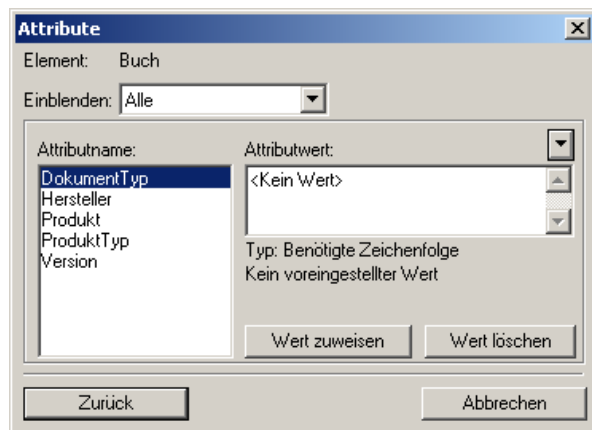 Attribute
Element: Buch
Einblenden: Alle
Attributname:
DokumentTyp
Hersteller
Produkt
ProduktTyp
Version
Attributwert:
<Kein Wert>
Typ: Benötigte Zeichenfolge
Kein voreingestellter Wert
Wert zuweisen Wert löschen
Zurück Abbrechen